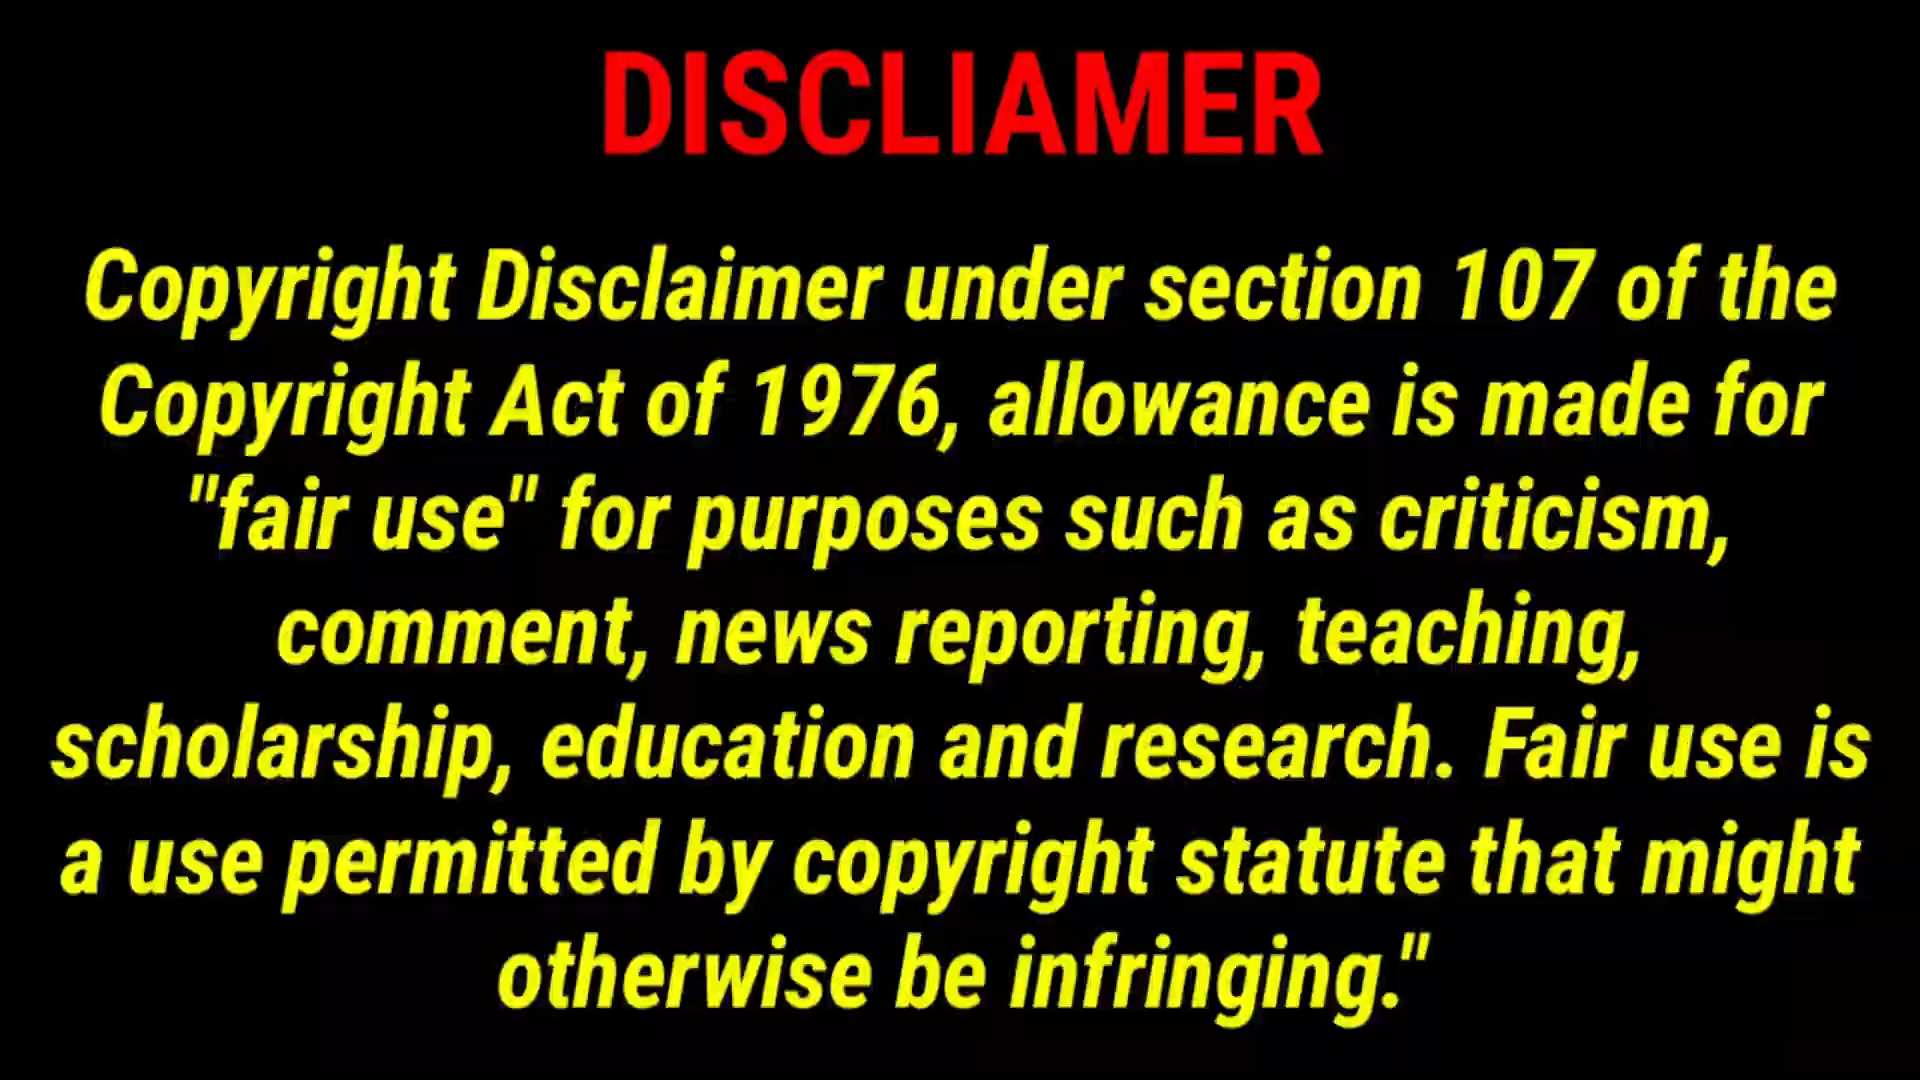 DISCLIAMER
Copyright Disclaimer under section 107 of the
Copyright Act of 1976, allowance is made for
"fair use" for purposes such as criticism,
comment, news reporting, teaching,
scholarship, education and research. Fair use is
a use permitted by copyright statute that might
otherwise be infringing."